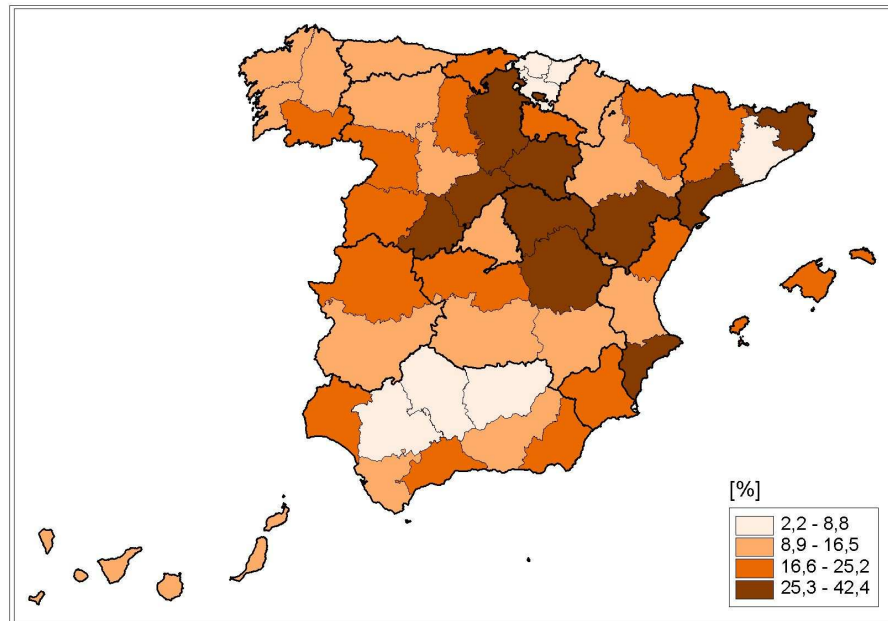 [%]
2,2 - 8,8
8,9 - 16,5
16,6 - 25,2
25,3 - 42,4